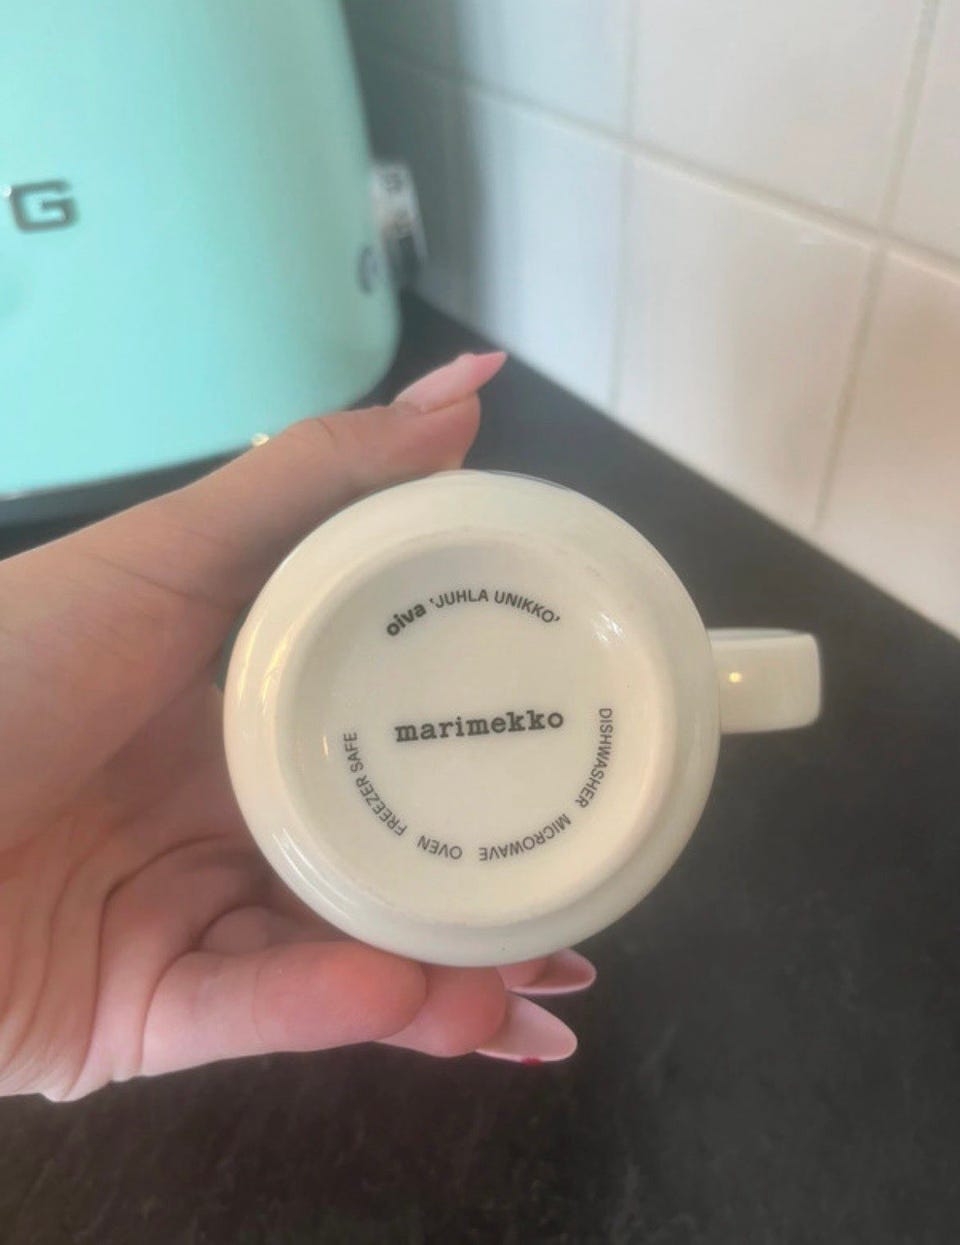 G
oiva 'JUHLA UNIKKO'
marimekko
DISHWASHER MICROWAVE OVEN FREEZER SAFE